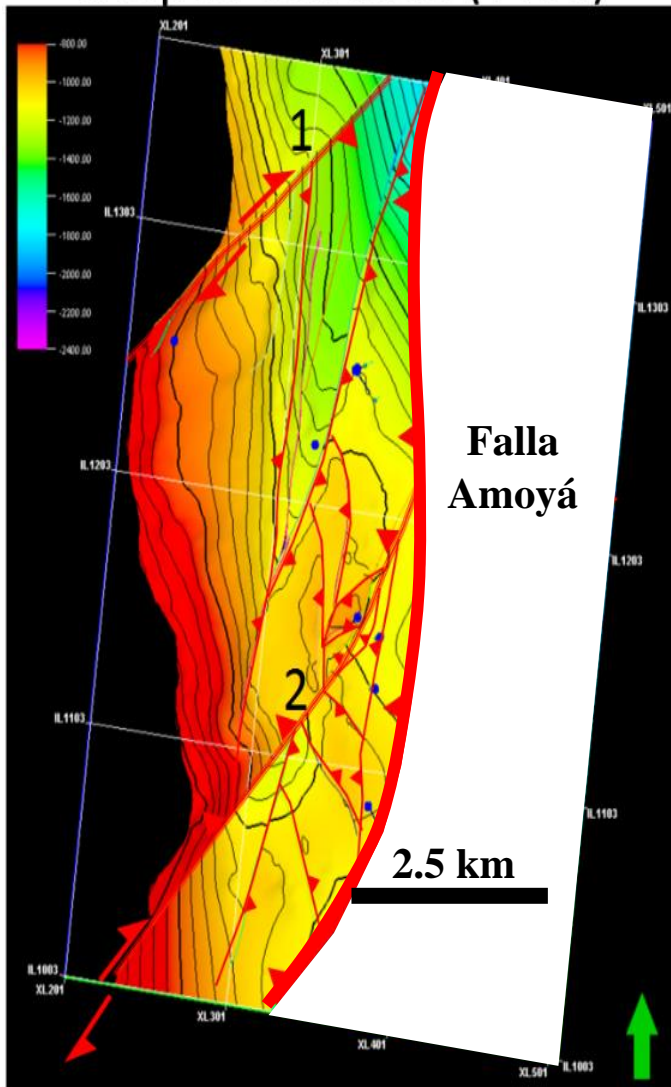 XL201
XL301
XL401
XL501
-800.00
-1000.00
-1200.00
-1400.00
-1600.00
-1800.00
-2000.00
-2200.00
-2400.00
1
IL1303
IL1303
Falla
Amoyá
IL1203
IL1203
2
IL1103
IL1103
2.5 km
IL1003
XL201
XL301
XL401
XL501
IL1003